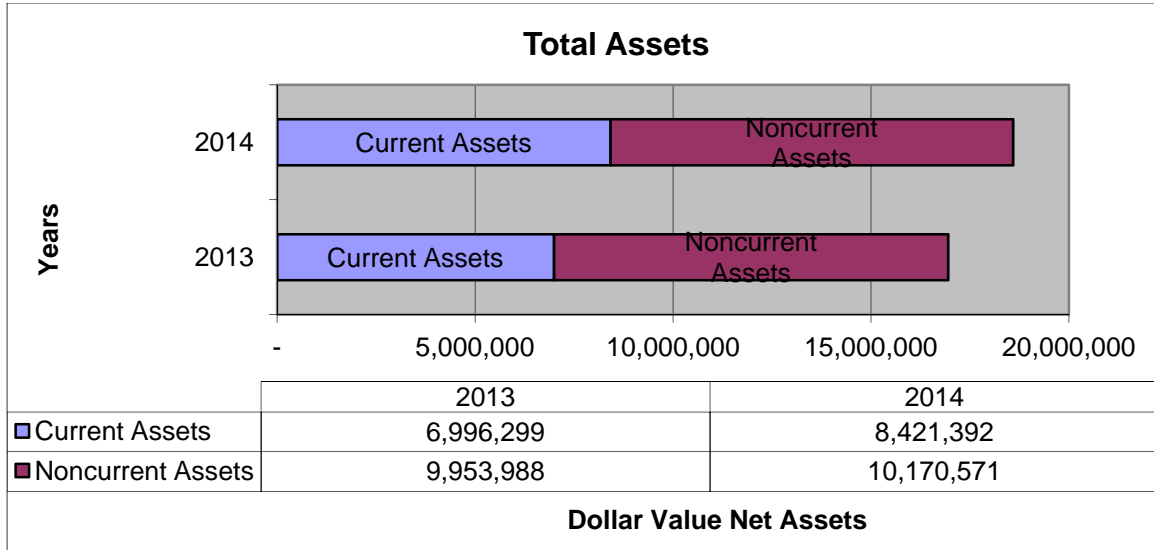 Total Assets
2014
Current Assets
Noncurrent
Assets
Years
2013
Current Assets
Noncurrent
Assets
- 5,000,000 10,000,000 15,000,000 20,000,000
2013 2014
Current Assets 6,996,299 8,421,392
Noncurrent Assets 9,953,988 10,170,571
Dollar Value Net Assets